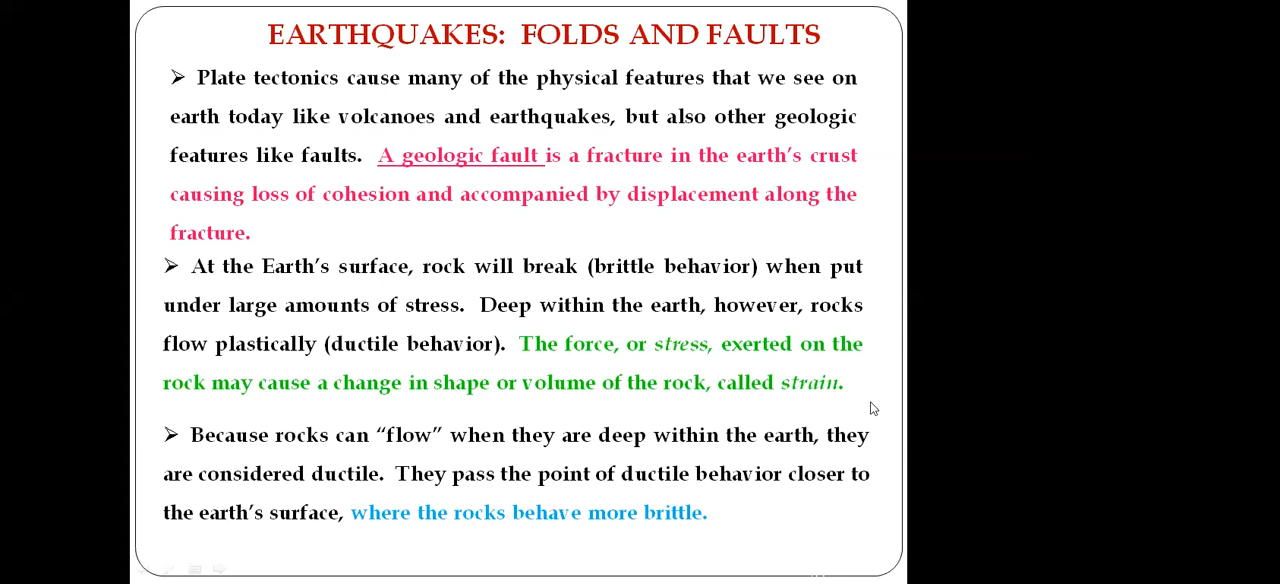 EARTHQUAKES: FOLDS AND FAULTS
➢ Plate tectonics cause many of the physical features that we see on
earth today like volcanoes and earthquakes, but also other geologic
features like faults. A geologic fault is a fracture in the earth's crust
causing loss of cohesion and accompanied by displacement along the
fracture.
➢ At the Earth's surface, rock will break (brittle behavior) when put
under large amounts of stress. Deep within the earth, however, rocks
flow plastically (ductile behavior). The force, or stress, exerted on the
rock may cause a change in shape or volume of the rock, called strain.
➢ Because rocks can “flow” when they are deep within the earth, they
are considered ductile. They pass the point of ductile behavior closer to
the earth's surface, where the rocks behave more brittle.